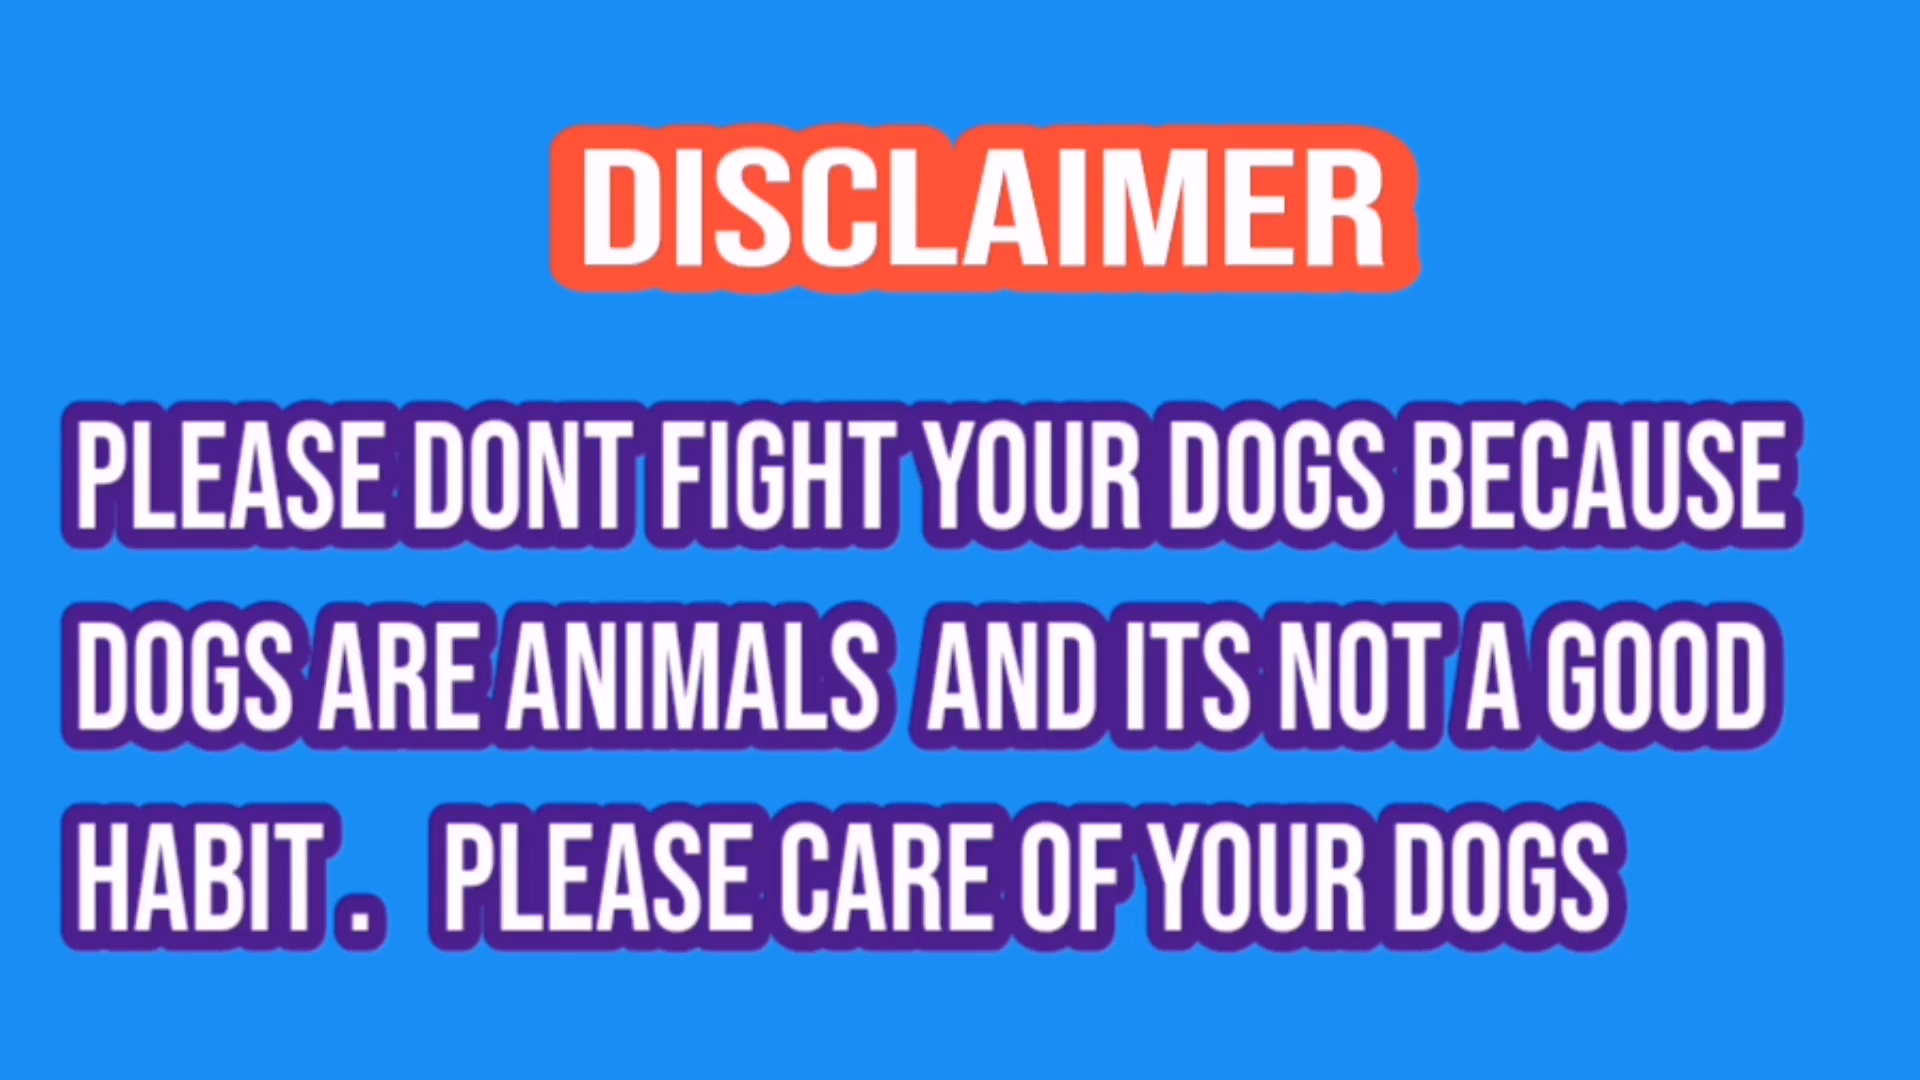 DISCLAIMER
PLEASE DONT FIGHT YOUR DOGS BECAUSE
DOGS ARE ANIMALS AND ITS NOT A GOOD
HABIT. PLEASE CARE OF YOUR DOGS